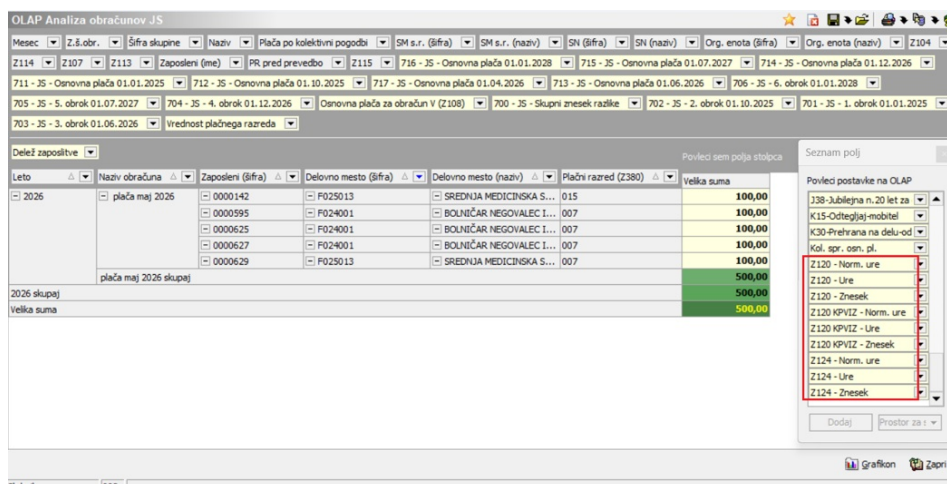 OLAP Analiza obračunov JS
Mesec Z.š.obr. Šifra skupine Naziv Plača po kolektivni pogodbi SM s.r. (šifra) SM s.r. (naziv) SN (šifra) SN (naziv) Org. enota (šifra) Org. enota (naziv) Z104
Z114 Z107 Z113 Zaposleni (ime) PR pred prevedbo Z115 716 - JS - Osnovna plača 01.01.2028 715 - JS - Osnovna plača 01.07.2027 714 - JS - Osnovna plača 01.12.2026
711 - JS - Osnovna plača 01.01.2025 712 - JS - Osnovna plača 01.10.2025 717 - JS - Osnovna plača 01.04.2026 713 - JS - Osnovna plača 01.06.2026 706 - JS - 6. obrok 01.01.2028
705 - JS - 5. obrok 01.07.2027 704 - JS - 4. obrok 01.12.2026 Osnovna plača za obračun V (Z108) 700 - JS - Skupni znesek razlike 702 - JS - 2. obrok 01.10.2025 701 - JS - 1. obrok 01.01.2025
703 - JS - 3. obrok 01.06.2026 Vrednost plačnega razreda
Delež zaposlitve
Povleci sem polja stolpca
Leto Naziv obračuna Zaposleni (šifra) Delovno mesto (šifra) Delovno mesto (naziv) Plačni razred (Z380) Velika suma
2026 plača maj 2026 0000142 F025013 SREDNJA MEDICINSKA S... 015 100,00
0000595 F024001 BOLNIČAR NEGOVALEC I... 007 100,00
0000625 F024001 BOLNIČAR NEGOVALEC I... 007 100,00
0000627 F024001 BOLNIČAR NEGOVALEC I... 007 100,00
0000629 F025013 SREDNJA MEDICINSKA S... 007 100,00
plača maj 2026 skupaj 500,00
2026 skupaj 500,00
Velika suma 500,00
Seznam polj
Povleci postavke na OLAP
J38-Jubilejna n.20 let za
K15-Odtegljaj-mobitel
K30-Prehrana na delu-od
Kol. spr. osn. pl.
Z120 - Norm. ure
Z120 - Ure
Z120 - Znesek
Z120 KPVIZ - Norm. ure
Z120 KPVIZ - Ure
Z120 KPVIZ - Znesek
Z124 - Norm. ure
Z124 - Ure
Z124 - Znesek
Dodaj Prostor za
Grafikon Zapri